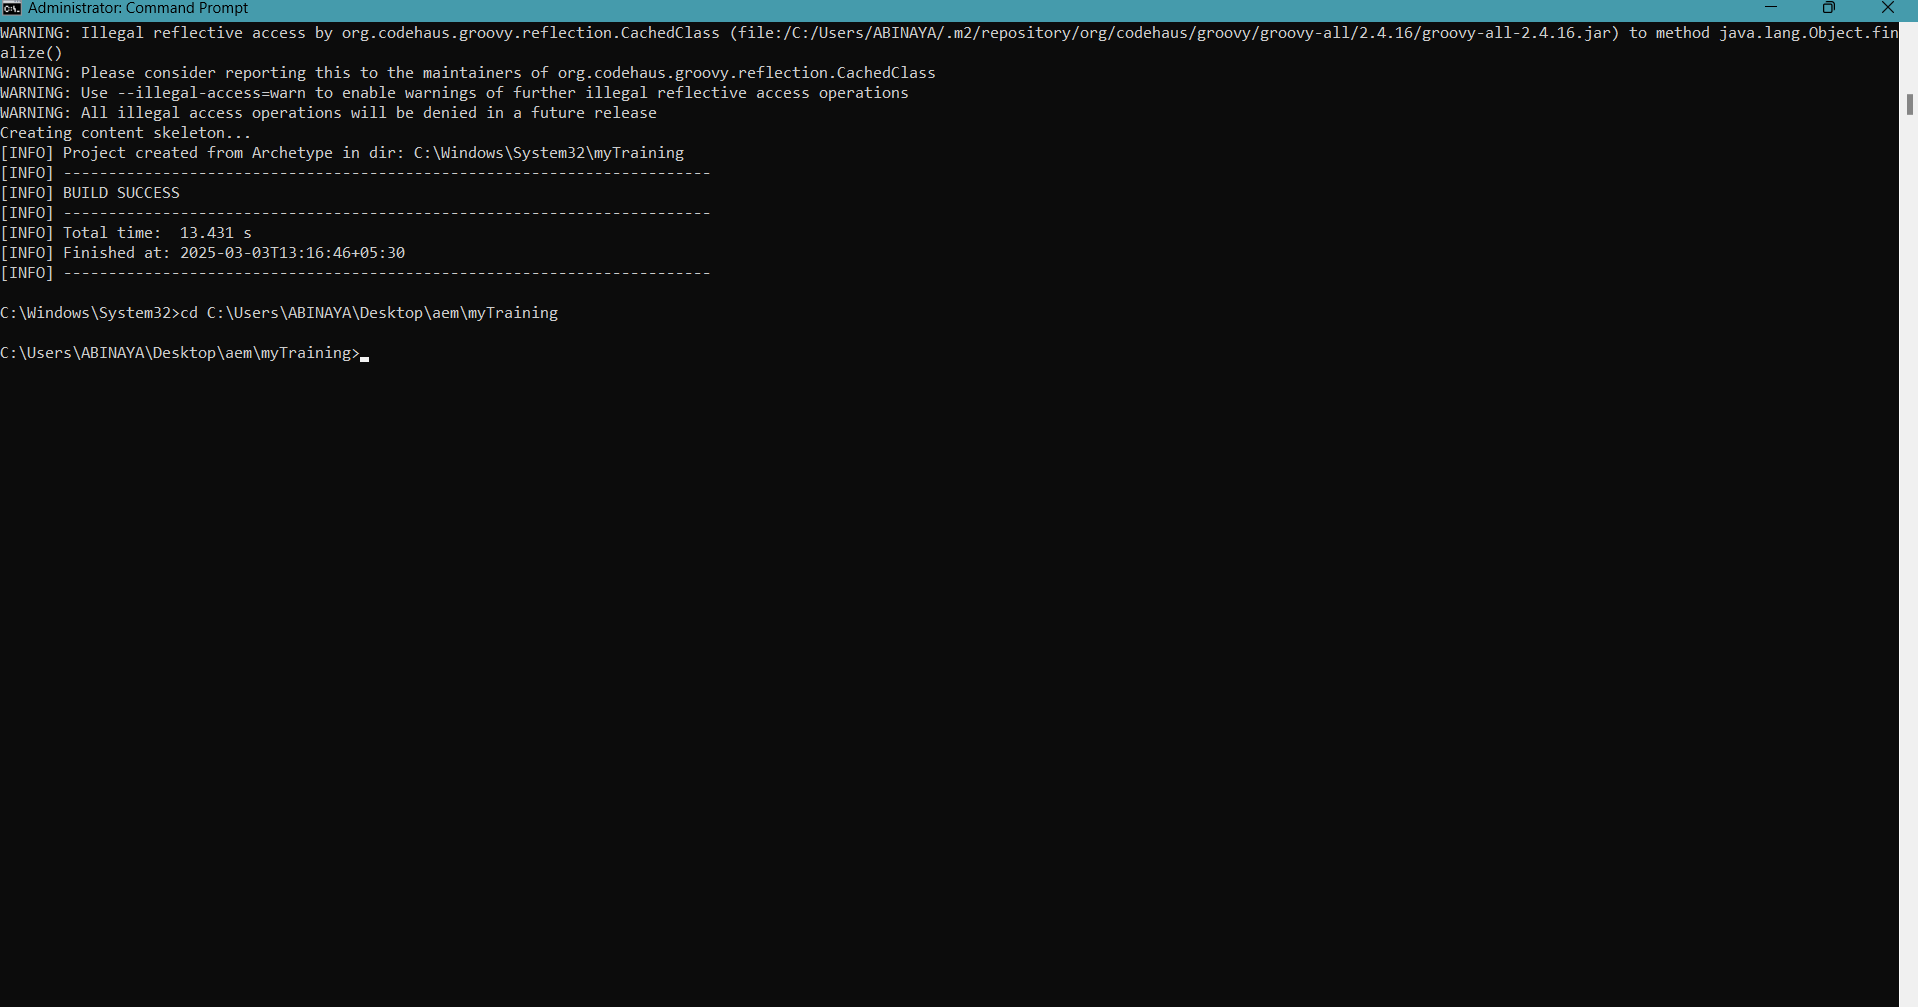 Administrator: Command Prompt
WARNING: Illegal reflective access by org.codehaus.groovy.reflection.CachedClass (file:/C:/Users/ABINAYA/.m2/repository/org/codehaus/groovy/groovy-all/2.4.16/groovy-all-2.4.16.jar) to method java.lang.Object.fin
alize()
WARNING: Please consider reporting this to the maintainers of org.codehaus.groovy.reflection.CachedClass
WARNING: Use --illegal-access=warn to enable warnings of further illegal reflective access operations
WARNING: All illegal access operations will be denied in a future release
Creating content skeleton...
[INFO] Project created from Archetype in dir: C:\Windows\System32\myTraining
[INFO] ------------------------------------------------------------------------
[INFO] BUILD SUCCESS
[INFO] ------------------------------------------------------------------------
[INFO] Total time:  13.431 s
[INFO] Finished at: 2025-03-03T13:16:46+05:30
[INFO] ------------------------------------------------------------------------
C:\Windows\System32>cd C:\Users\ABINAYA\Desktop\aem\myTraining
C:\Users\ABINAYA\Desktop\aem\myTraining>